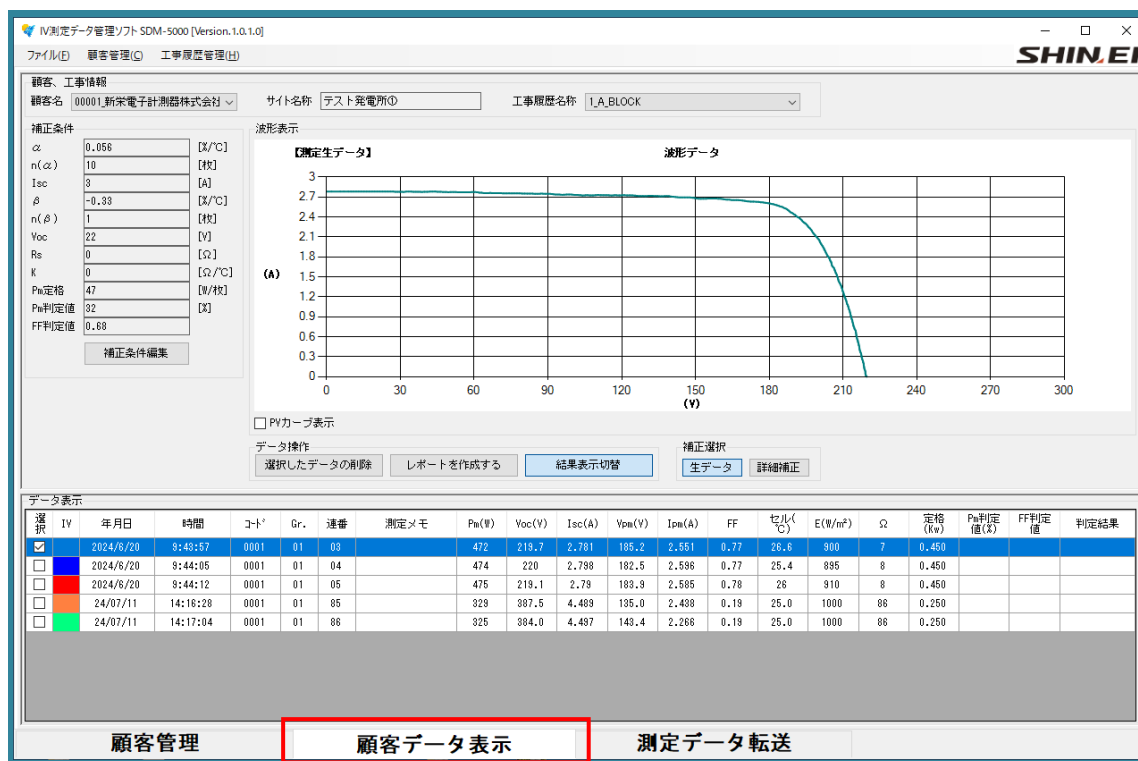 IV測定データ管理ソフト SDM-5000 [Version.1.0.1.0]
ファイル(F) 顧客管理(C) 工事履歴管理(H)
SHIN.EI
顧客、工事情報
顧客名 00001_新栄電子計測器株式会社 サイト名称 テスト発電所① 工事履歴名称 1_A_BLOCK
補正条件
α 0.056 [%/℃]
n(α) 10 [枚]
Isc 3 [A]
β -0.33 [%/℃]
n(β) 1 [枚]
Voc 22 [V]
Rs 0 [Ω]
K 0 [Ω/℃]
Pm定格 47 [W/枚]
Pm判定値 32 [%]
FF判定値 0.68
補正条件編集
波形表示
【測定生データ】 波形データ
3
2.7
2.4
2.1
1.8
(A) 1.5
1.2
0.9
0.6
0.3
0
0 30 60 90 120 150 180 210 240 270 300
(V)
PVカーブ表示
データ操作
選択したデータの削除 レポートを作成する 結果表示切替
補正選択
生データ 詳細補正
データ表示
選択 IV 年月日 時間 コード Gr. 連番 測定メモ Pm(W) Voc(V) Isc(A) Vpm(V) Ipm(A) FF セル(℃) E(W/m²) Ω 定格(Kw) Pm判定値(%) FF判定値 判定結果
2024/6/20 9:43:57 0001 01 03 472 219.7 2.781 185.2 2.551 0.77 26.6 900 7 0.450
2024/6/20 9:44:05 0001 01 04 474 220 2.798 182.5 2.596 0.77 25.4 895 8 0.450
2024/6/20 9:44:12 0001 01 05 475 219.1 2.79 183.9 2.585 0.78 26 910 8 0.450
24/07/11 14:16:28 0001 01 85 329 387.5 4.489 135.0 2.438 0.19 25.0 1000 86 0.250
24/07/11 14:17:04 0001 01 86 325 384.0 4.497 143.4 2.266 0.19 25.0 1000 86 0.250
顧客管理 顧客データ表示 測定データ転送